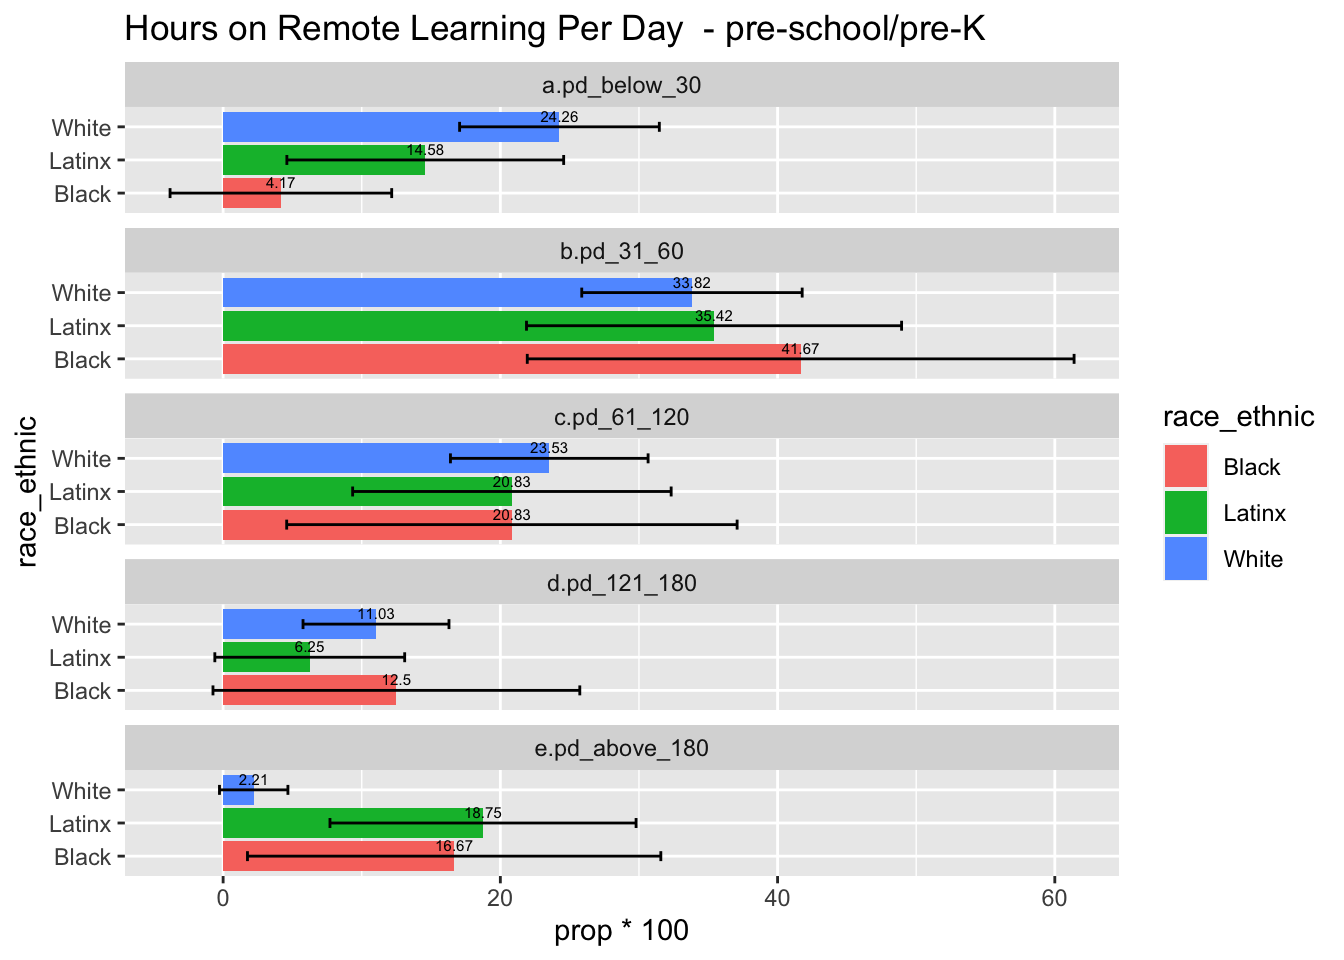 Hours on Remote Learning Per Day  - pre-school/pre-K
a.pd_below_30
White
24.26
Latinx
14.58
Black
4.17
b.pd_31_60
White
33.82
Latinx
35.42
Black
41.67
c.pd_61_120
White
23.53
Latinx
20.83
Black
20.83
d.pd_121_180
White
11.03
Latinx
6.25
Black
12.5
e.pd_above_180
White
2.21
Latinx
18.75
Black
16.67
0 20 40 60
prop * 100
race_ethnic
race_ethnic
Black
Latinx
White